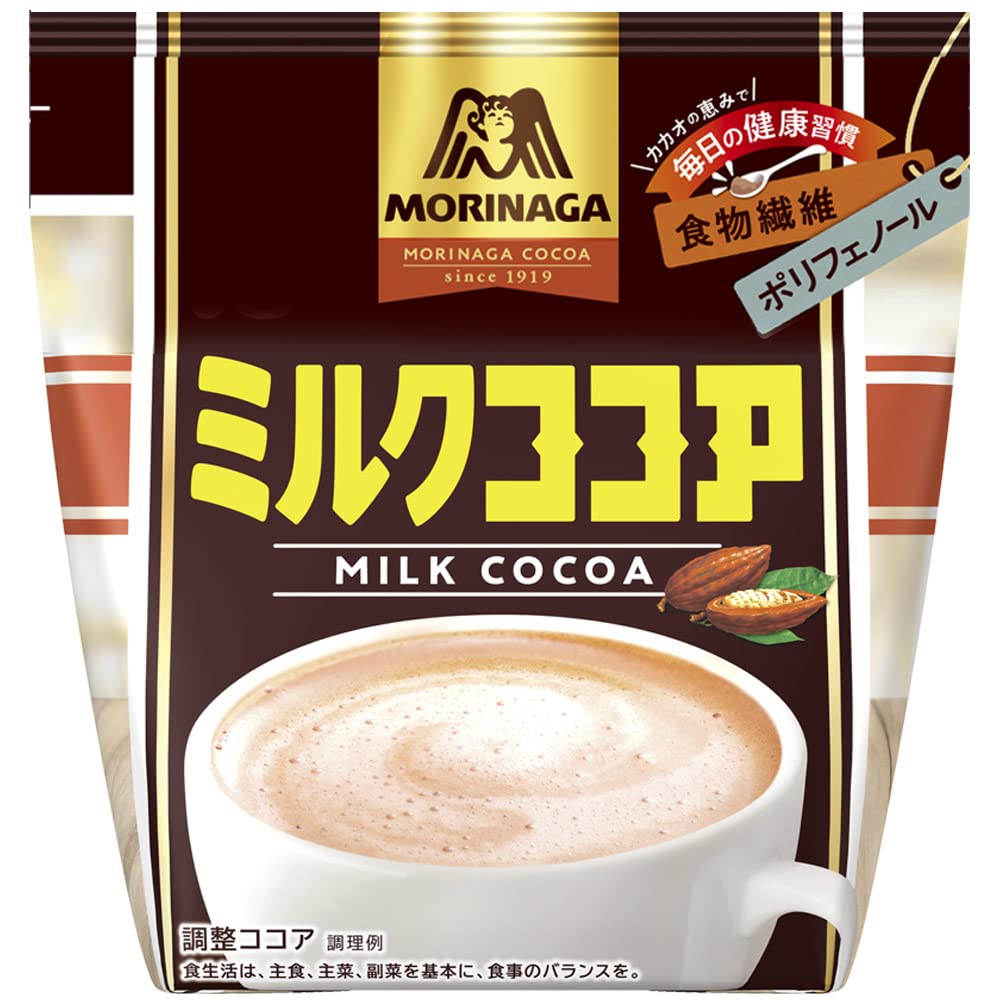 MORINAGA
MORINAGA COCOA
since 1919
カカオの恵みで
毎日の健康習慣
食物繊維
ポリフェノール
ミルクココア
MILK COCOA
調整ココア 調理例
食生活は、主食、主菜、副菜を基本に、食事のバランスを。